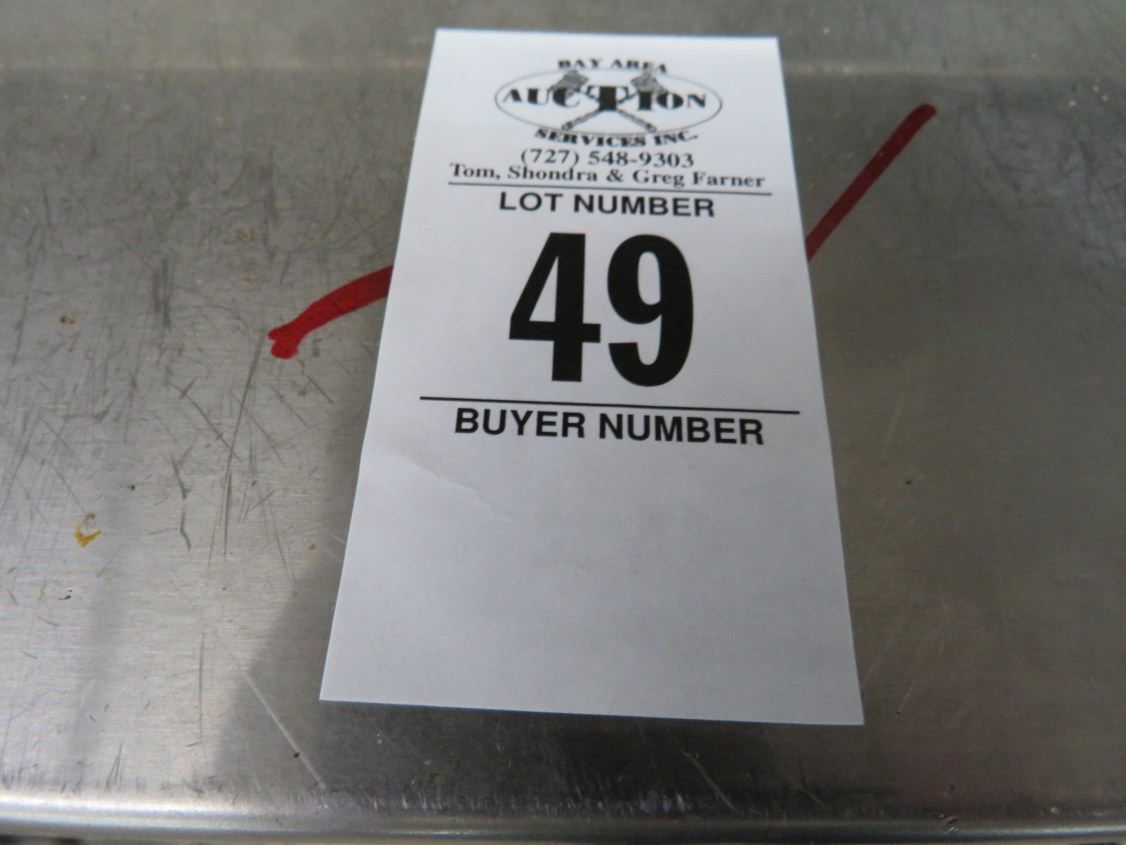 BAY AREA
AUCTION
SERVICES INC.
(727) 548-9303
Tom, Shondra & Greg Farner
LOT NUMBER
49
BUYER NUMBER